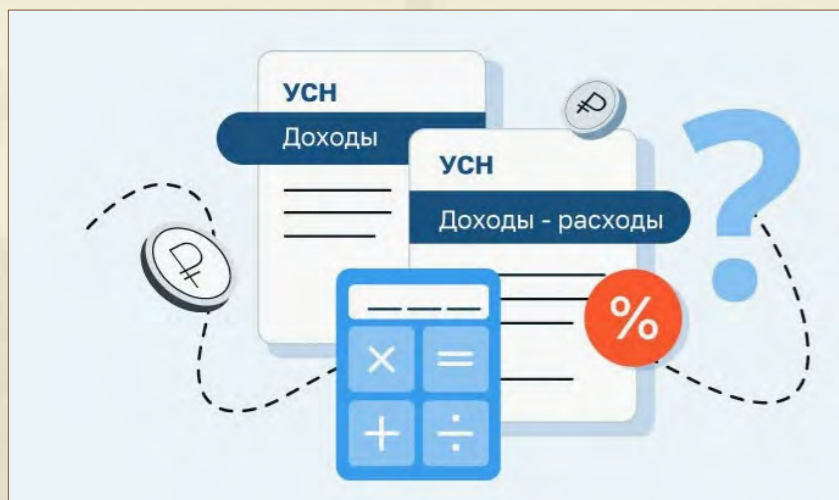 УСН
Доходы
УСН
Доходы - расходы
%
?
× =
+ ÷